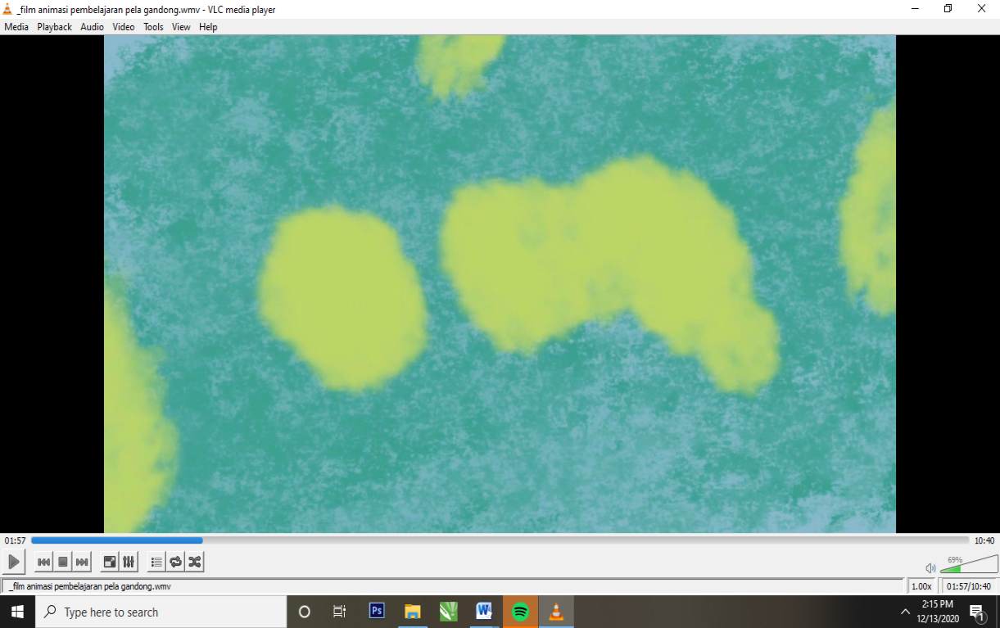 _film animasi pembelajaran pela gandong.wmv - VLC media player
Media Playback Audio Video Tools View Help
01:57 10:40
69%
_film animasi pembelajaran pela gandong.wmv 1.00x 01:57/10:40
Type here to search Ps W 2:15 PM
12/13/2020 1